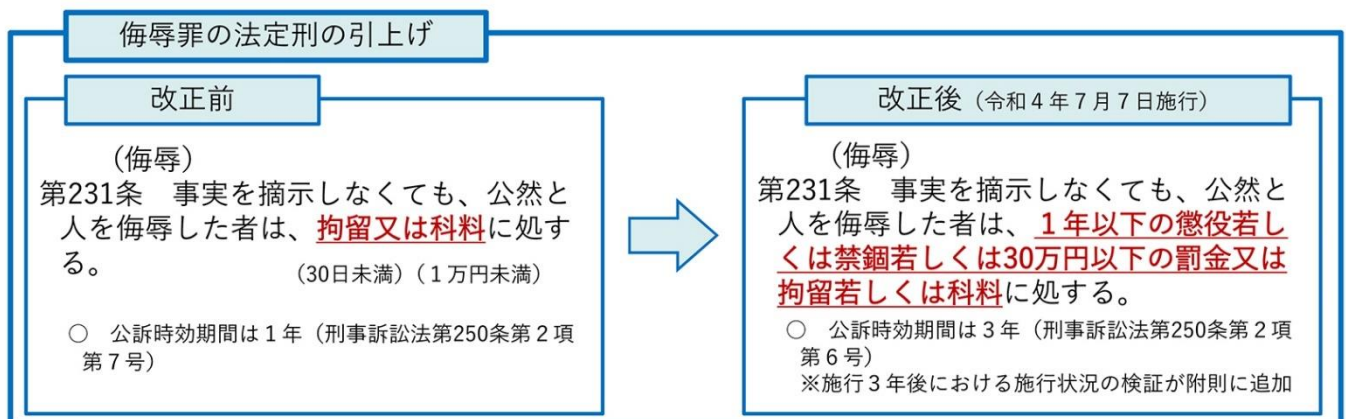 侮辱罪の法定刑の引上げ
改正前
（侮辱）
第231条　事実を摘示しなくても、公然と
人を侮辱した者は、拘留又は科料に処す
る。
（30日未満）（１万円未満）
○　公訴時効期間は１年（刑事訴訟法第250条第２項
第７号）
改正後（令和４年７月７日施行）
（侮辱）
第231条　事実を摘示しなくても、公然と
人を侮辱した者は、１年以下の懲役若し
くは禁錮若しくは30万円以下の罰金又は
拘留若しくは科料に処する。
○　公訴時効期間は３年（刑事訴訟法第250条第２項
第６号）
※施行３年後における施行状況の検証が附則に追加